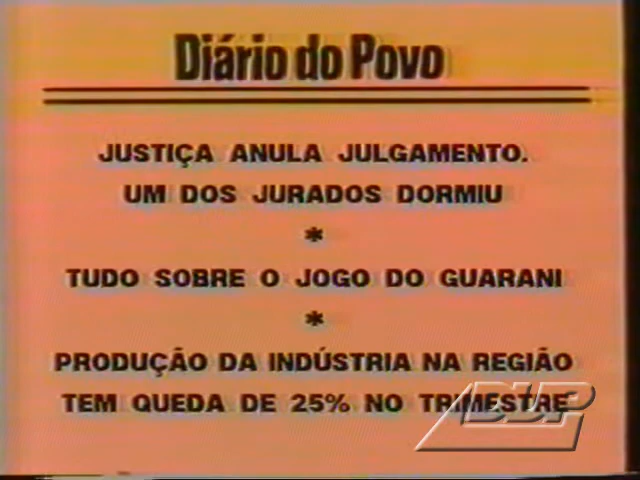 Diário do Povo
JUSTIÇA ANULA JULGAMENTO.
UM DOS JURADOS DORMIU
*
TUDO SOBRE O JOGO DO GUARANI
*
PRODUÇÃO DA INDÚSTRIA NA REGIÃO
TEM QUEDA DE 25% NO TRIMESTRE